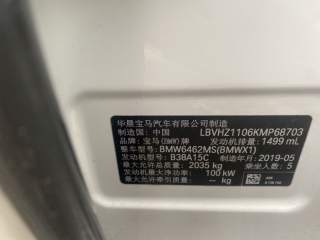 华晨宝马汽车有限公司制造
制造国: 中国 LBVHZ1106KMP68703
品牌: 宝马(BMW)牌 发动机排量: 1499 mL
整车型号: BMW6462MS(BMWX1)
发动机型号: B38A15C 制造年月: 2019-05
最大允许总质量: 2035 kg 乘坐人数: 5
发动机最大净功率: 100 kW
最大允许牵引质量: -- kg